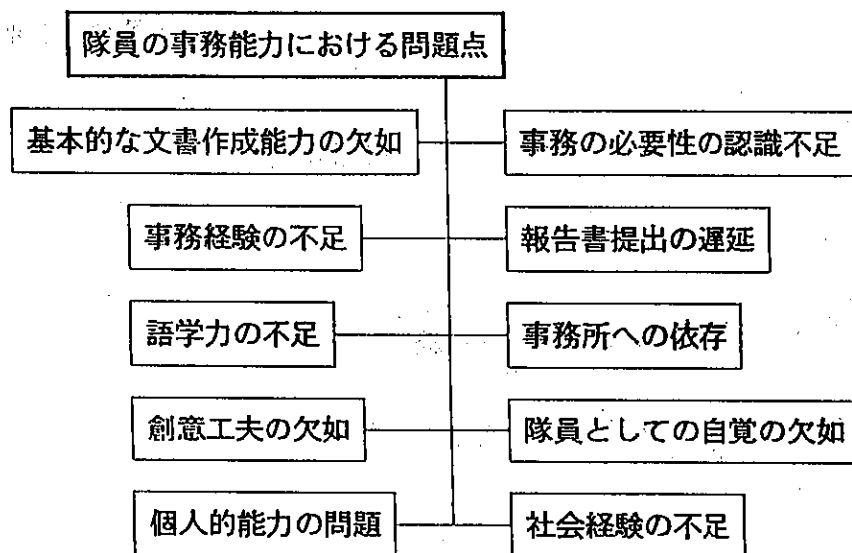 隊員の事務能力における問題点
基本的な文書作成能力の欠如
事務の必要性の認識不足
事務経験の不足
報告書提出の遅延
語学力の不足
事務所への依存
創意工夫の欠如
隊員としての自覚の欠如
個人的能力の問題
社会経験の不足